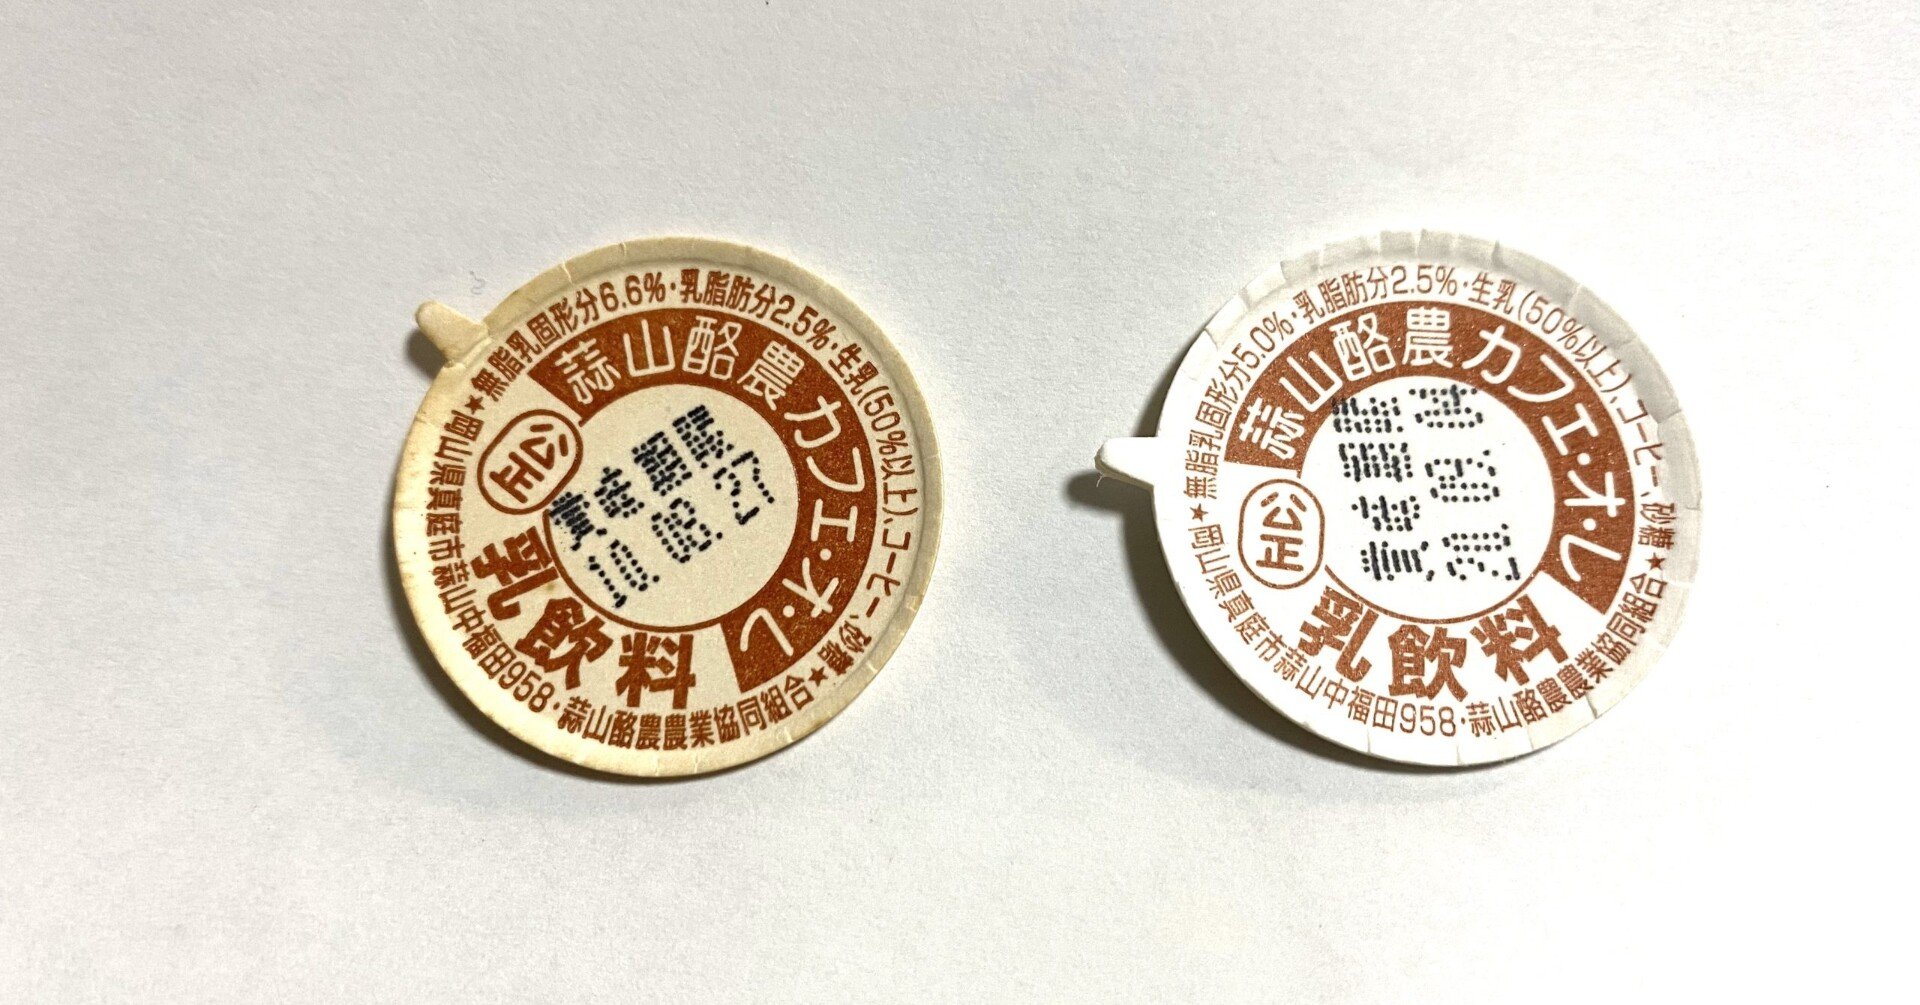 無脂乳固形分6.6%・乳脂肪分2.5%・生乳(50%以上)、コーヒー、砂糖★
岡山県真庭市蒜山中福田958・蒜山酪農農業協同組合★
蒜山酪農カフェ・オ・レ
公正
乳飲料
無脂乳固形分5.0%・乳脂肪分2.5%・生乳(50%以上)、コーヒー、砂糖★
岡山県真庭市蒜山中福田958・蒜山酪農農業協同組合★
蒜山酪農カフェ・オ・レ
公正
乳飲料